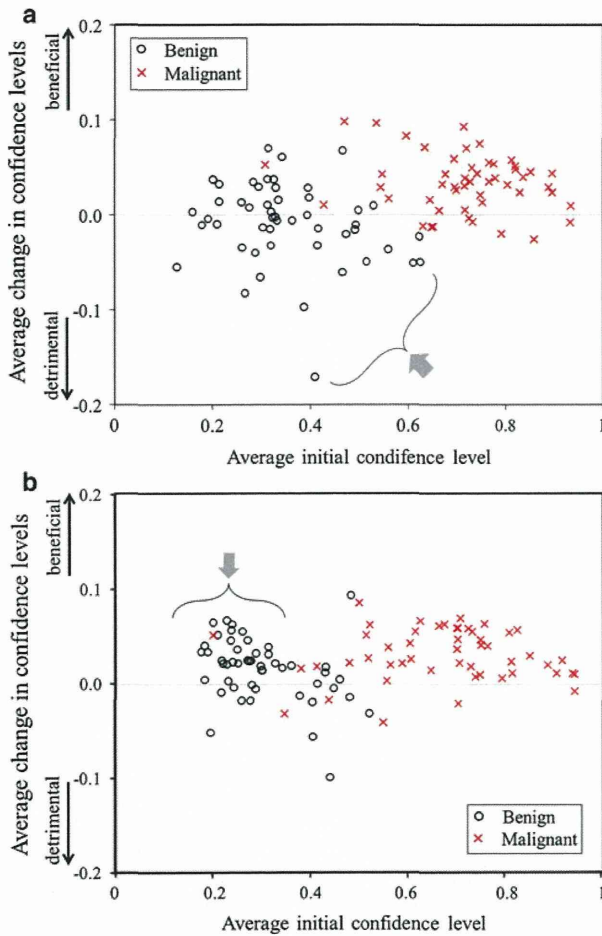 a
Average change in confidence levels
beneficial
detrimental
0.2
0.1
0.0
-0.1
-0.2
Benign
Malignant
0
0.2
0.4
0.6
0.8
1
Average initial condifence level
b
Average change in confidence levels
beneficial
detrimental
0.2
0.1
0.0
-0.1
-0.2
Benign
Malignant
0
0.2
0.4
0.6
0.8
1
Average initial confidence level